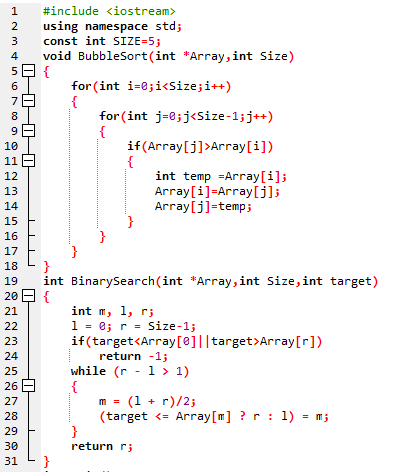 1 #include <iostream>
2 using namespace std;
3 const int SIZE=5;
4 void BubbleSort(int *Array,int Size)
5 {
6 for(int i=0;i<Size;i++)
7 {
8 for(int j=0;j<Size-1;j++)
9 {
10 if(Array[j]>Array[i])
11 {
12 int temp =Array[i];
13 Array[i]=Array[j];
14 Array[j]=temp;
15 }
16 }
17 }
18 }
19 int BinarySearch(int *Array,int Size,int target)
20 {
21 int m, l, r;
22 l = 0; r = Size-1;
23 if(target<Array[0]||target>Array[r])
24 return -1;
25 while (r - l > 1)
26 {
27 m = (l + r)/2;
28 (target <= Array[m] ? r : l) = m;
29 }
30 return r;
31 }